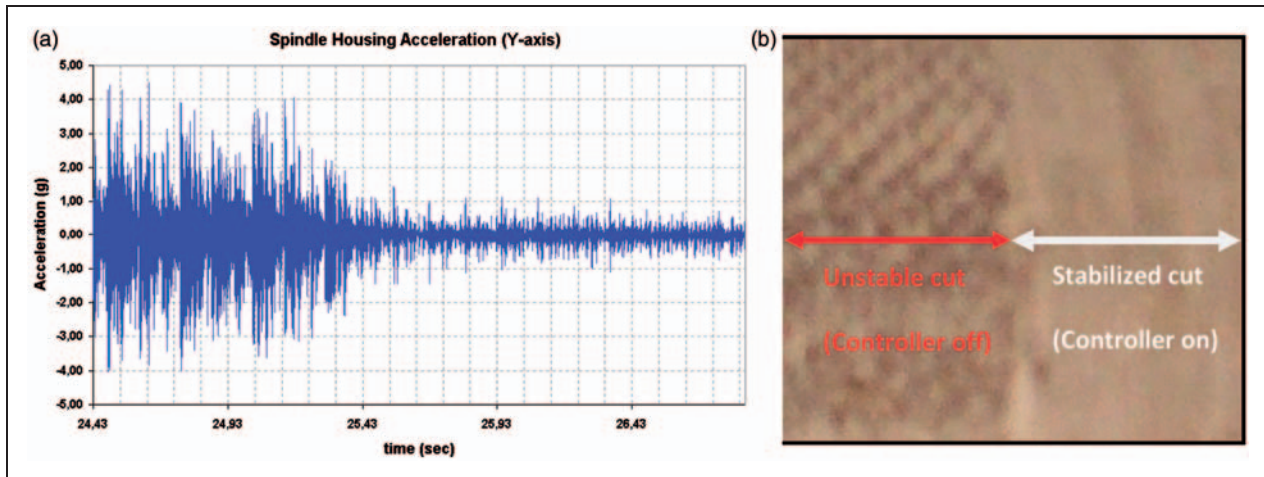 (a)
Spindle Housing Acceleration (Y-axis)
5,00
4,00
3,00
2,00
1,00
0,00
-1,00
-2,00
-3,00
-4,00
-5,00
Acceleration (g)
24,43 24,93 25,43 25,93 26,43
time (sec)
(b)
Unstable cut
(Controller off)
Stabilized cut
(Controller on)